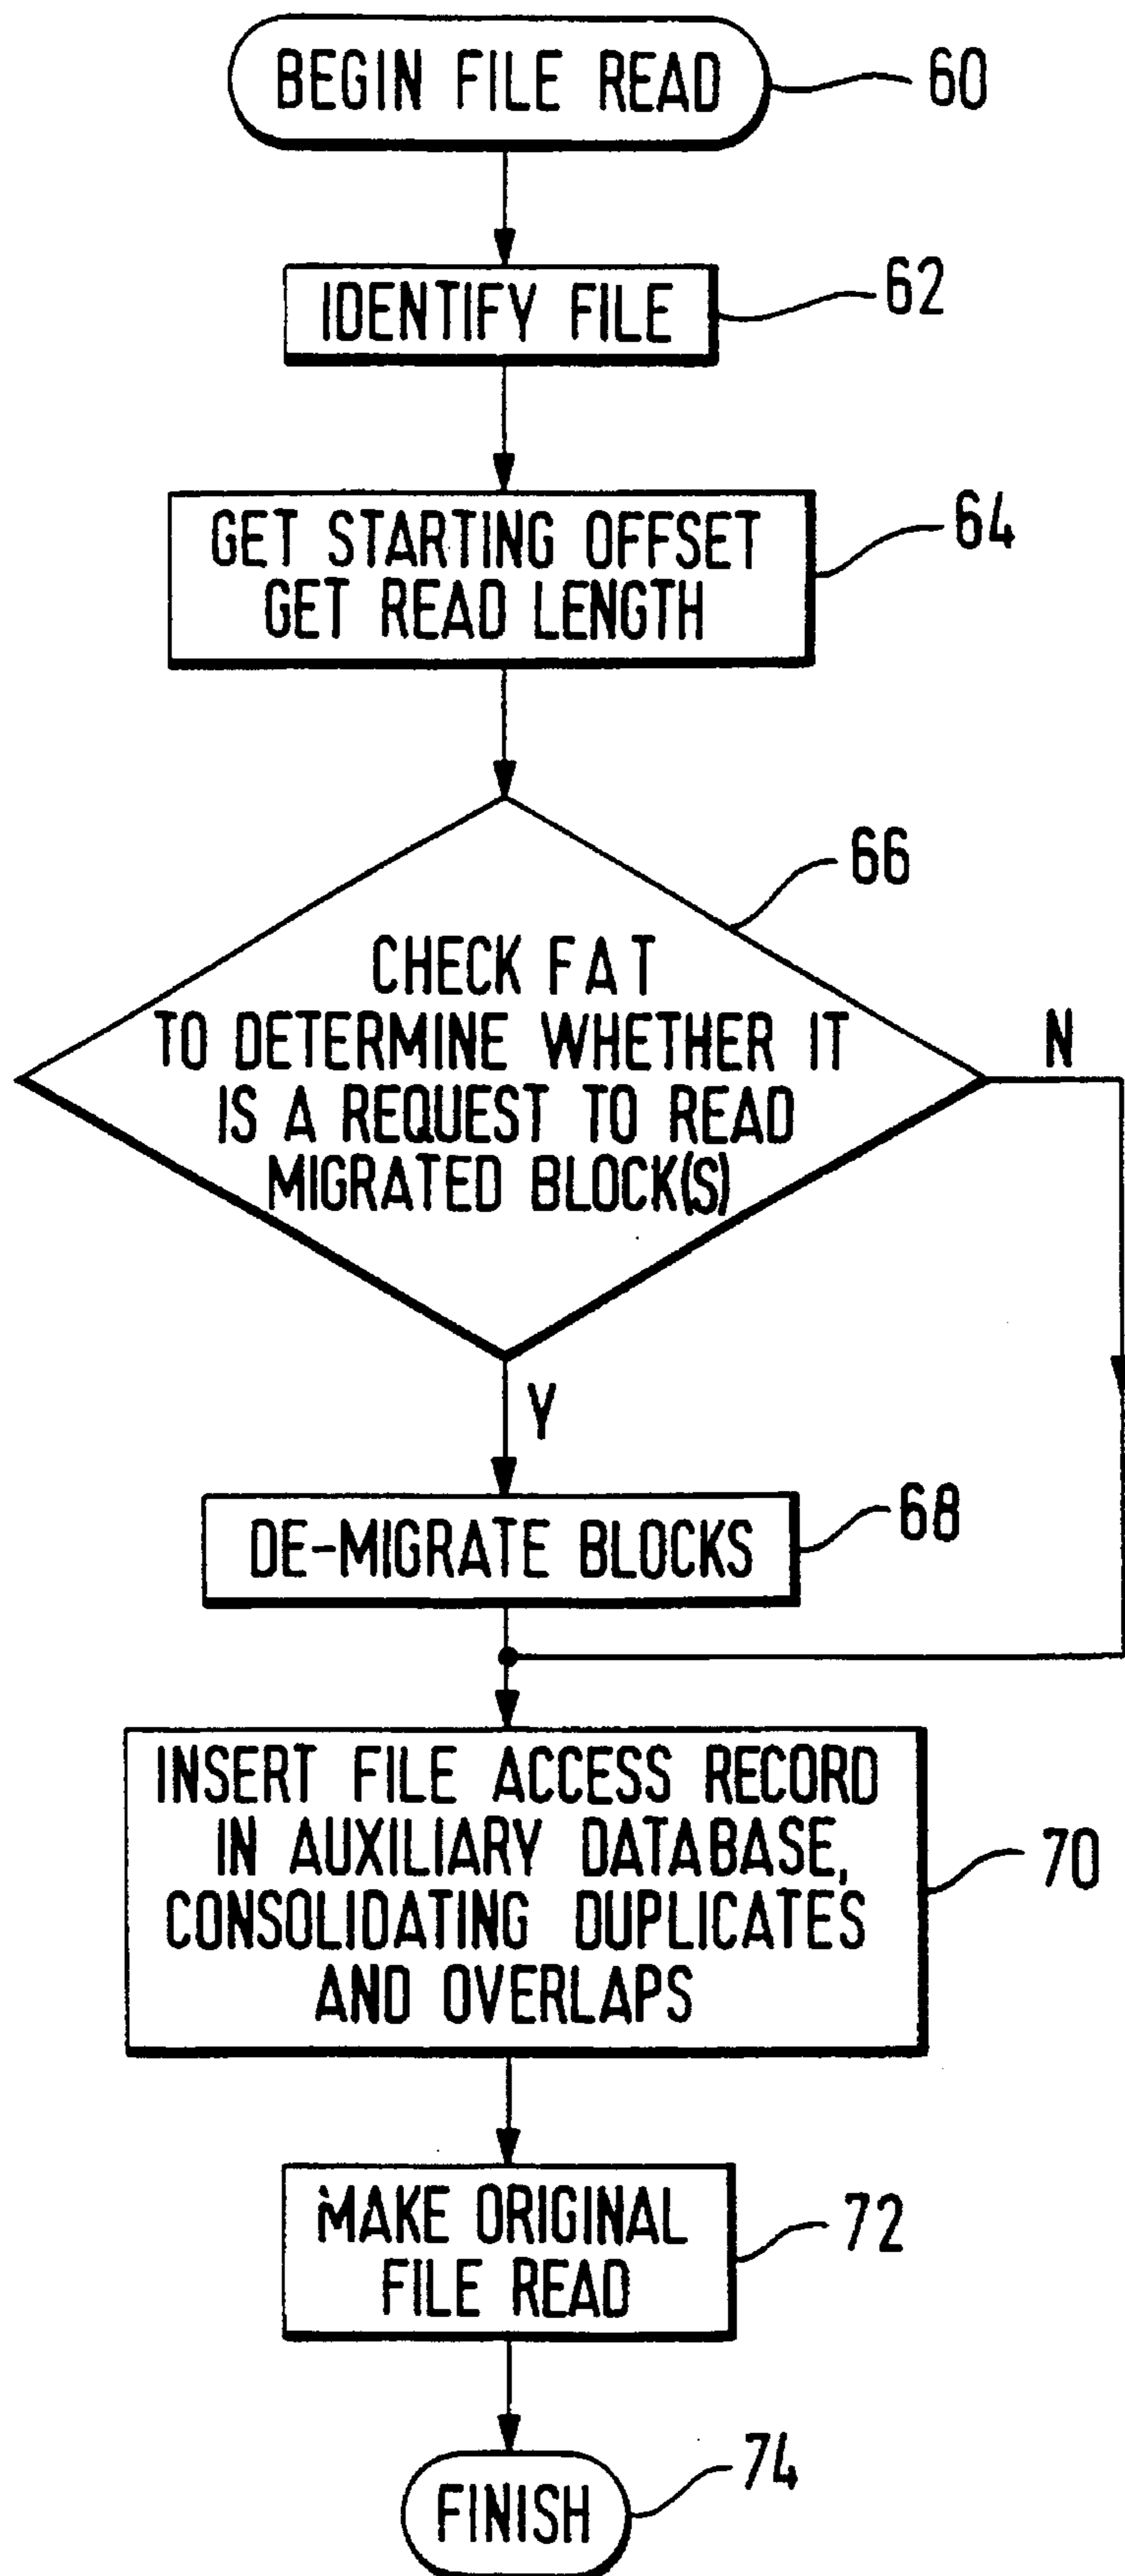 BEGIN FILE READ
60
IDENTIFY FILE
62
GET STARTING OFFSET
GET READ LENGTH
64
66
CHECK FAT
TO DETERMINE WHETHER IT
IS A REQUEST TO READ
MIGRATED BLOCK(S)
N
Y
DE-MIGRATE BLOCKS
68
INSERT FILE ACCESS RECORD
IN AUXILIARY DATABASE,
CONSOLIDATING DUPLICATES
AND OVERLAPS
70
MAKE ORIGINAL
FILE READ
72
FINISH
74